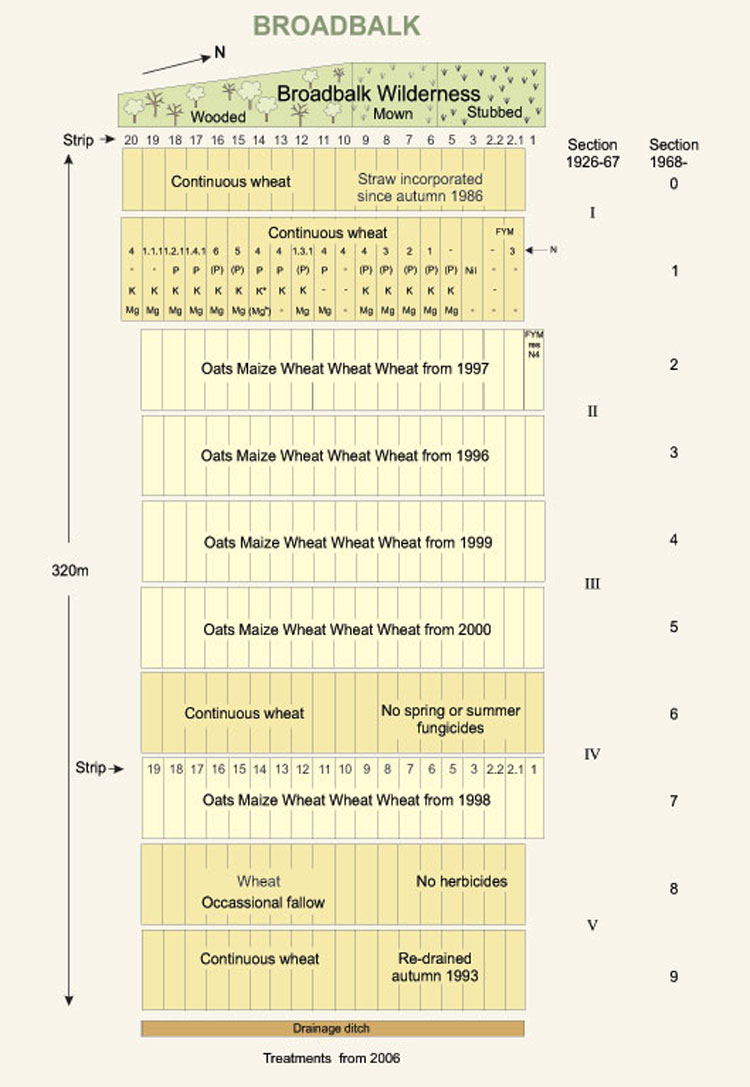 BROADBALK
N
Broadbalk Wilderness
Wooded
Mown
Stubbed
Strip 20 19 18 17 16 15 14 13 12 11 10 9 8 7 6 5 3 2.2 2.1 1
Section
1926-67
Section
1968-
Continuous wheat
Straw incorporated
since autumn 1986
0
I
Continuous wheat
FYM
4 1.1.1 1.2.1 1.4.1 6 5 4 4 1.3.1 4 4 4 3 2 1 - - 3 N
- - P P (P) (P) P P (P) P - (P) (P) (P) (P) (P) Nil - -
K K K K K K K* K K - - K K K K K -
Mg Mg Mg Mg Mg Mg (Mg*) - Mg Mg - Mg Mg Mg Mg Mg - - -
1
FYM
res
N4
Oats Maize Wheat Wheat Wheat from 1997
2
II
Oats Maize Wheat Wheat Wheat from 1996
3
Oats Maize Wheat Wheat Wheat from 1999
4
320m
III
Oats Maize Wheat Wheat Wheat from 2000
5
Continuous wheat
No spring or summer
fungicides
6
IV
Strip 19 18 17 16 15 14 13 12 11 10 9 8 7 6 5 3 2.2 2.1 1
Oats Maize Wheat Wheat Wheat from 1998
7
Wheat
Occassional fallow
No herbicides
8
V
Continuous wheat
Re-drained
autumn 1993
9
Drainage ditch
Treatments from 2006